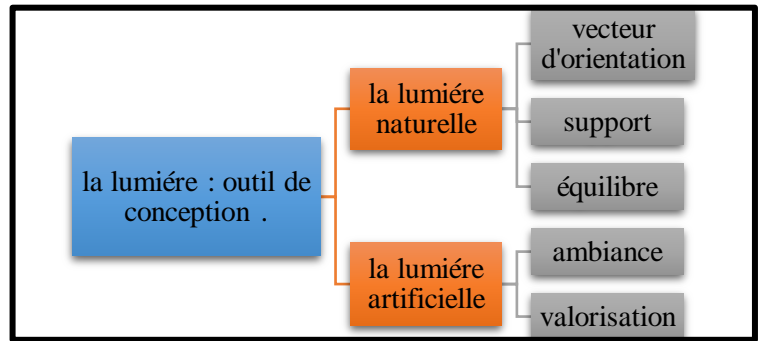 la lumiére : outil de
conception .
la lumiére
naturelle
vecteur
d'orientation
support
équilibre
la lumiére
artificielle
ambiance
valorisation